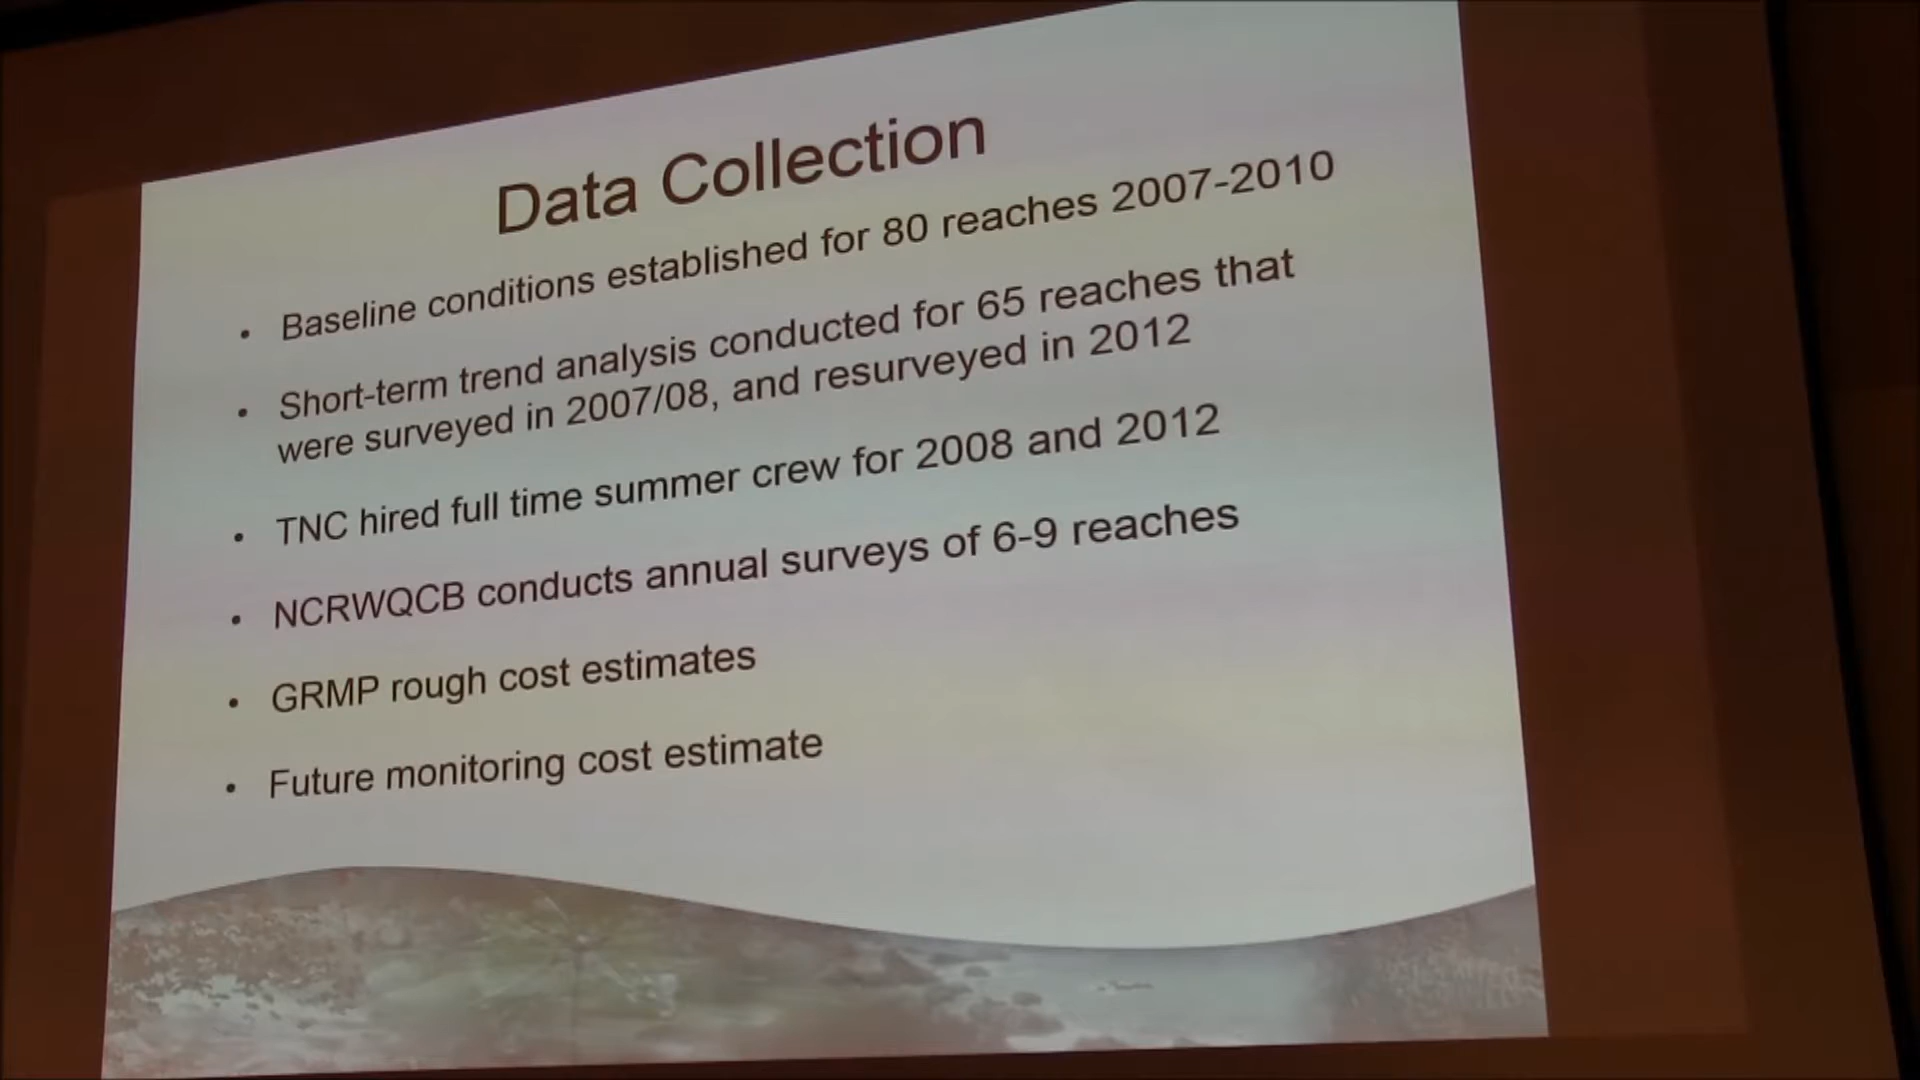 Data Collection
• Baseline conditions established for 80 reaches 2007-2010
• Short-term trend analysis conducted for 65 reaches that
were surveyed in 2007/08, and resurveyed in 2012
• TNC hired full time summer crew for 2008 and 2012
• NCRWQCB conducts annual surveys of 6-9 reaches
• GRMP rough cost estimates
• Future monitoring cost estimate